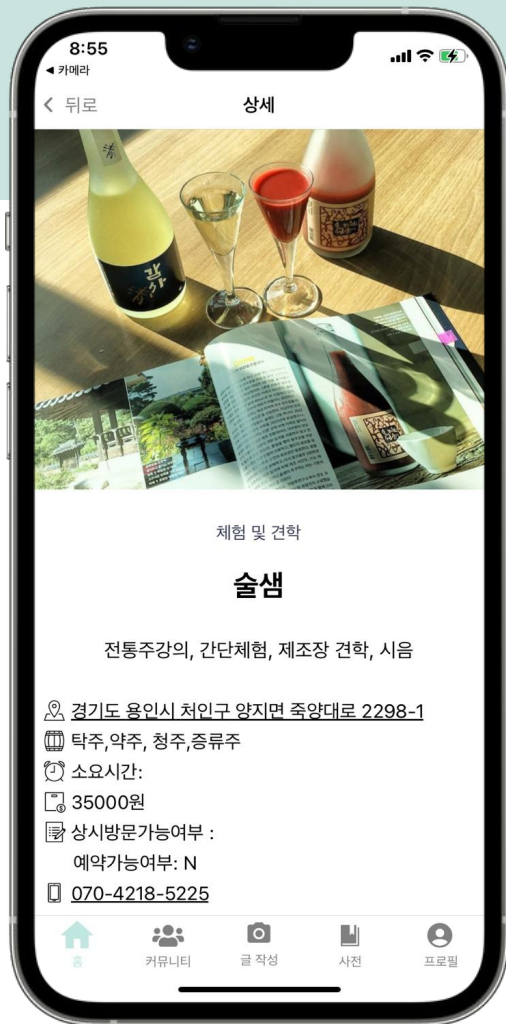 8:55
◀ 카메라
뒤로
상세
체험 및 견학
술샘
전통주강의, 간단체험, 제조장 견학, 시음
경기도 용인시 처인구 양지면 죽양대로 2298-1
탁주,약주, 청주,증류주
소요시간:
35000원
상시방문가능여부 :
예약가능여부: N
070-4218-5225
홈
커뮤니티
글 작성
사전
프로필